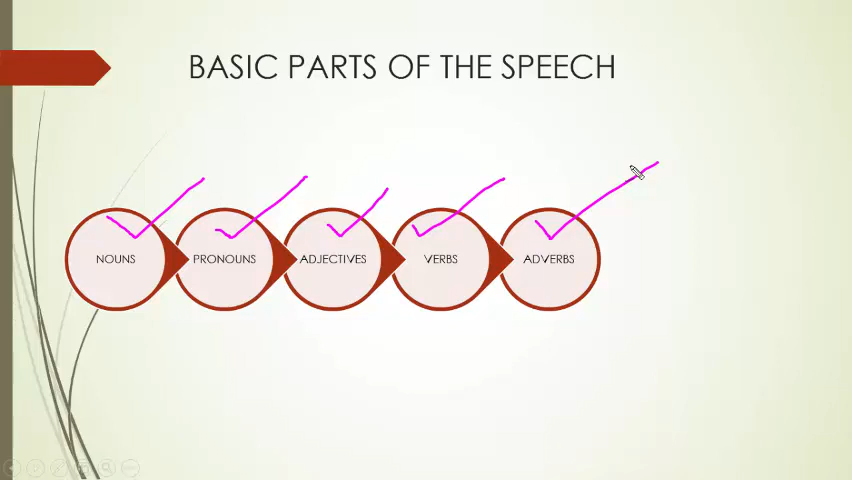 BASIC PARTS OF THE SPEECH
NOUNS PRONOUNS ADJECTIVES VERBS ADVERBS